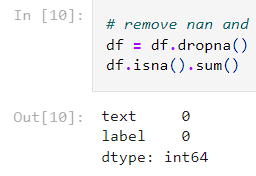 In [10]:
# remove nan and
df = df.dropna()
df.isna().sum()
Out[10]:
text 0
label 0
dtype: int64